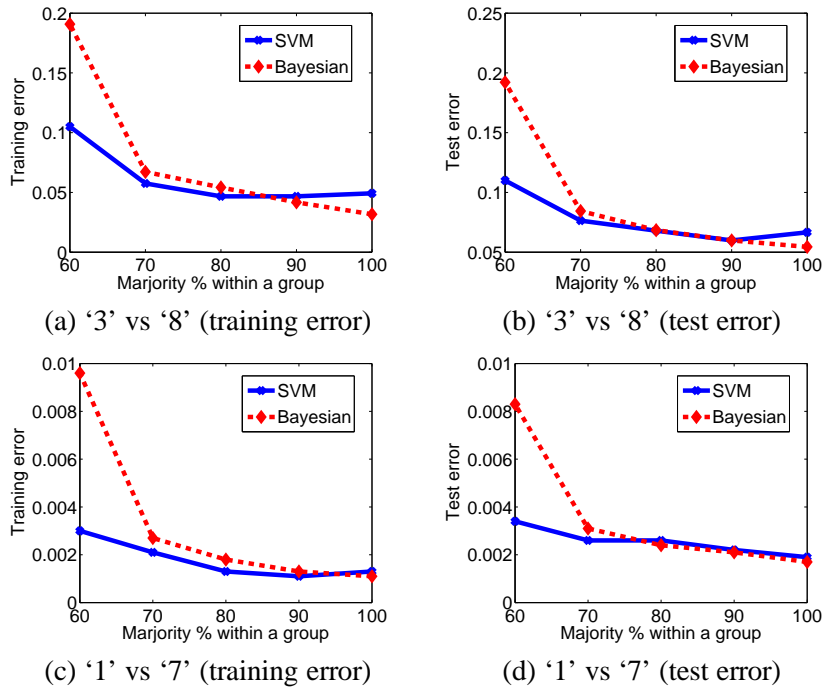 0.2
0.15
0.1
0.05
0
Training error
SVM
Bayesian
60 70 80 90 100
Marjority % within a group
(a) ‘3’ vs ‘8’ (training error)
0.25
0.2
0.15
0.1
0.05
Test error
SVM
Bayesian
60 70 80 90 100
Marjority % within a group
(b) ‘3’ vs ‘8’ (test error)
0.01
0.008
0.006
0.004
0.002
0
Training error
SVM
Bayesian
60 70 80 90 100
Marjority % within a group
(c) ‘1’ vs ‘7’ (training error)
0.01
0.008
0.006
0.004
0.002
0
Test error
SVM
Bayesian
60 70 80 90 100
Marjority % within a group
(d) ‘1’ vs ‘7’ (test error)